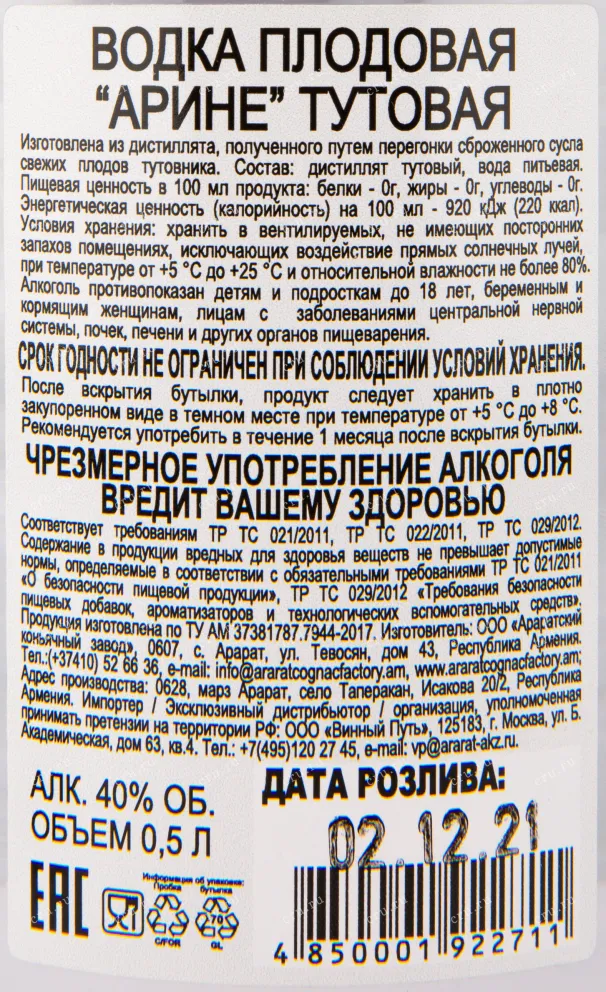 ВОДКА ПЛОДОВАЯ
“АРИНЕ” ТУТОВАЯ
Изготовлена из дистиллята, полученного путем перегонки сброженного сусла
свежих плодов тутовника. Состав: дистиллят тутовый, вода питьевая.
Пищевая ценность в 100 мл продукта: белки - 0г, жиры - 0г, углеводы - 0г.
Энергетическая ценность (калорийность) на 100 мл - 920 кДж (220 ккал).
Условия хранения: хранить в вентилируемых, не имеющих посторонних
запахов помещениях, исключающих воздействие прямых солнечных лучей,
при температуре от +5 °С до +25 °С и относительной влажности не более 80%.
Алкоголь противопоказан детям и подросткам до 18 лет, беременным и
кормящим женщинам, лицам с заболеваниями центральной нервной
системы, почек, печени и других органов пищеварения.
СРОК ГОДНОСТИ НЕ ОГРАНИЧЕН ПРИ СОБЛЮДЕНИИ УСЛОВИЙ ХРАНЕНИЯ.
После вскрытия бутылки, продукт следует хранить в плотно
закупоренном виде в темном месте при температуре от +5 °С до +8 °С.
Рекомендуется употребить в течение 1 месяца после вскрытия бутылки.
ЧРЕЗМЕРНОЕ УПОТРЕБЛЕНИЕ АЛКОГОЛЯ
ВРЕДИТ ВАШЕМУ ЗДОРОВЬЮ
Соответствует требованиям ТР ТС 021/2011, ТР ТС 022/2011, ТР ТС 029/2012.
Содержание в продукции вредных для здоровья веществ не превышает допустимые
нормы, определяемые в соответствии с обязательными требованиями ТР ТС 021/2011
«О безопасности пищевой продукции», ТР ТС 029/2012 «Требования безопасности
пищевых добавок, ароматизаторов и технологических вспомогательных средств».
Продукция изготовлена по ТУ АМ 37381787.7944-2017. Изготовитель: ООО «Араратский
коньячный завод», 0607, с. Арарат, ул. Тевосян, дом 43, Республика Армения.
Тел.:(+37410) 52 66 36, e-mail: info@araratcognacfactory.am, www.araratcognacfactory.am;
Адрес производства: 0628, марз Арарат, село Таперакан, Исакова 20/2, Республика
Армения. Импортер / Эксклюзивный дистрибьютор / организация, уполномоченная
принимать претензии на территории РФ: ООО «Винный Путь», 125183, г. Москва, ул. Б.
Академическая, дом 63, кв.4. Тел.: +7(495)120 27 45, e-mail: vp@ararat-akz.ru.
АЛК. 40% ОБ.
ОБЪЕМ 0,5 Л
ДАТА РОЗЛИВА:
02.12.21
EAC
Информация об упаковке:
Пробка Бутылка
C/FOR
70
GL
4 850001 922711
cru.ru